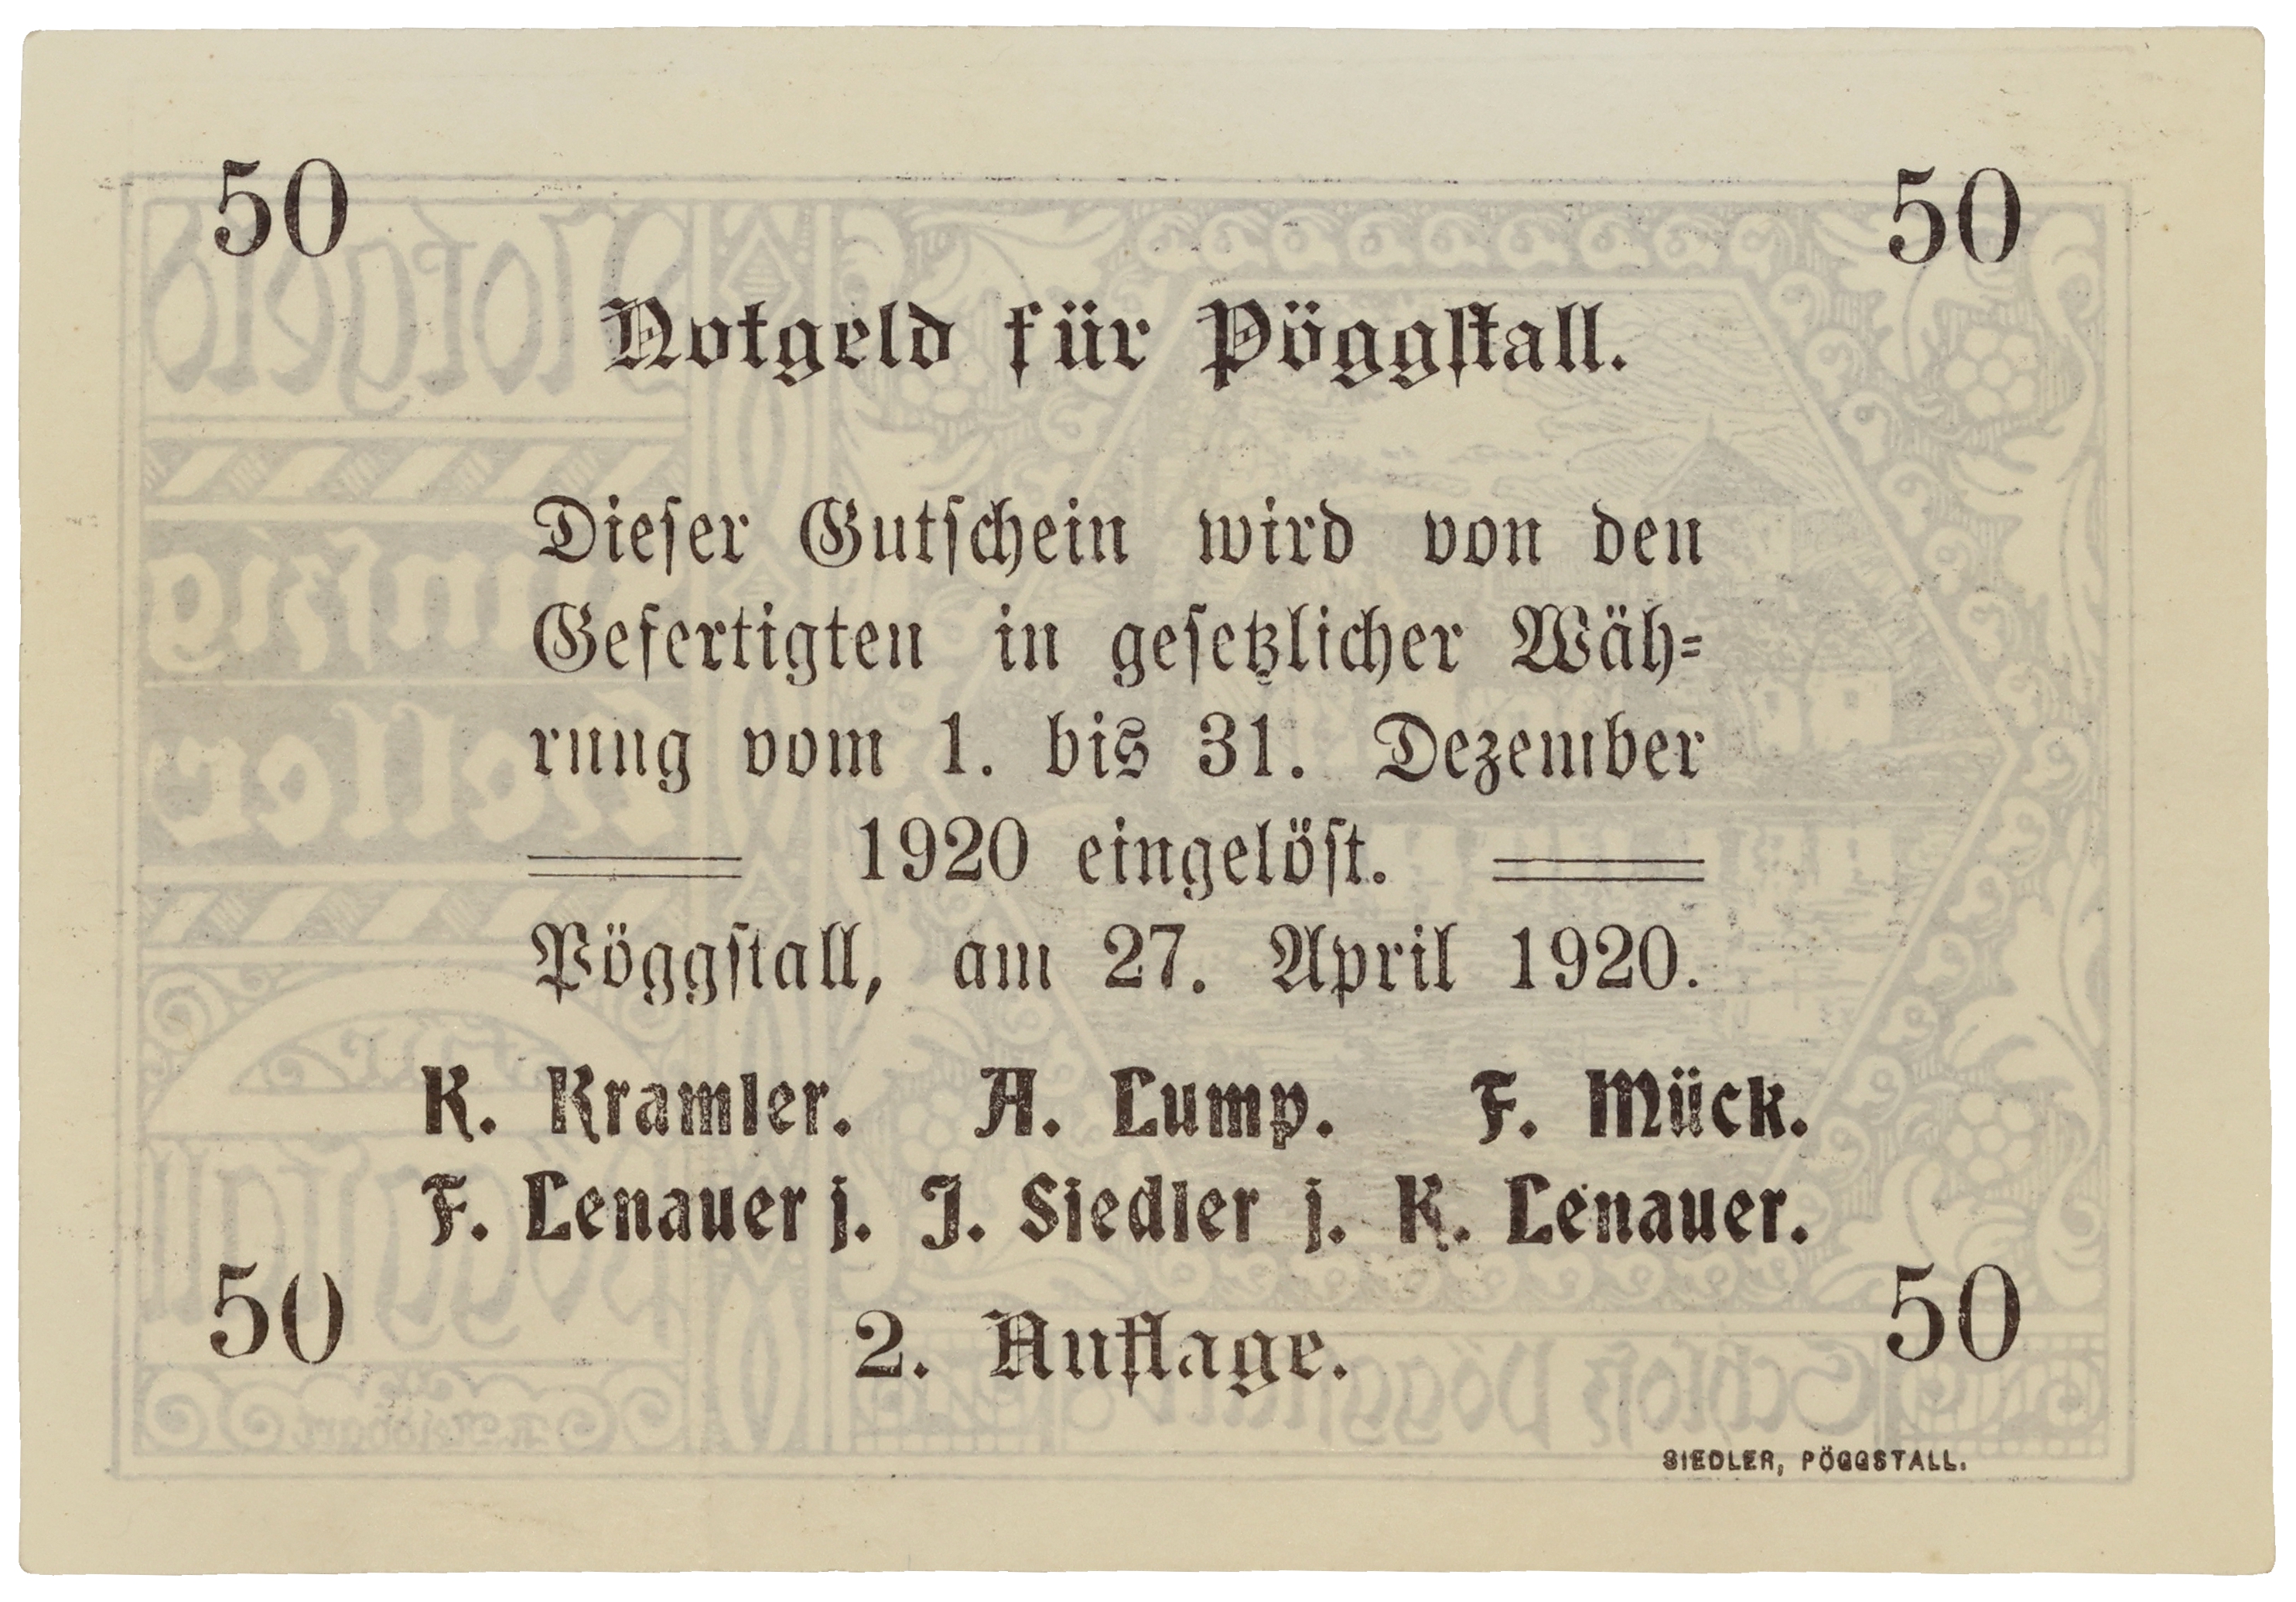 50 50
Notgeld für Pöggstall.
Dieser Gutschein wird von den
Gefertigten in gesetzlicher Wäh=
rung vom 1. bis 31. Dezember
1920 eingelöst.
Pöggstall, am 27. April 1920.
K. Kramler. A. Lump. F. Mück.
F. Lenauer j. J. Siedler j. K. Lenauer.
50 50
2. Auflage.
SIEDLER, PÖGGSTALL.